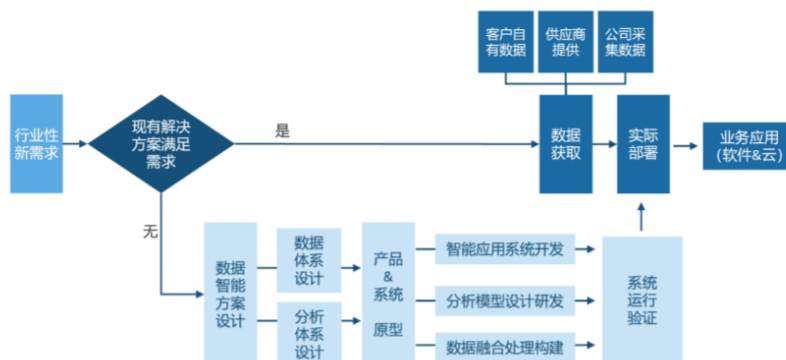 客户自
有数据
供应商
提供
公司采
集数据
行业性
新需求
现有解决
方案满足
需求
是
数据
获取
实际
部署
业务应用
(软件&云)
无
数据
智能
方案
设计
数据
体系
设计
分析
体系
设计
产品
&
系统
原型
智能应用系统开发
分析模型设计研发
数据融合处理构建
系统
运行
验证